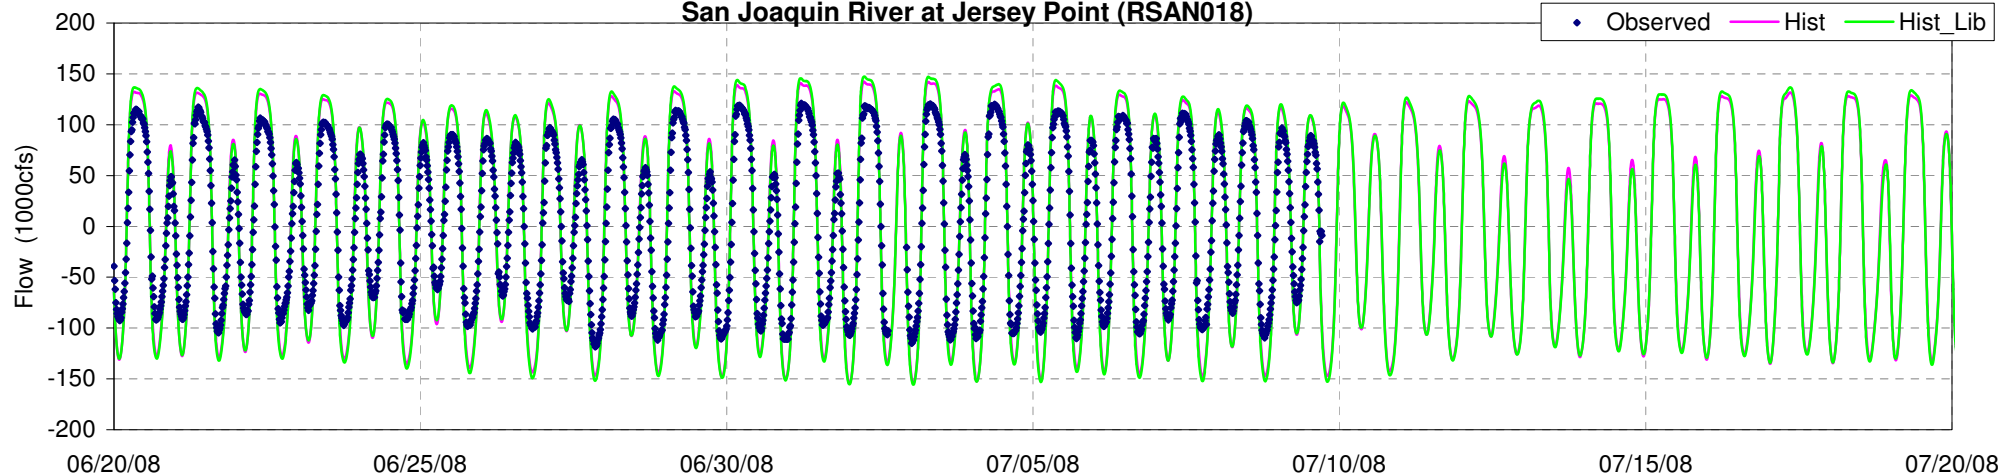 San Joaquin River at Jersey Point (RSAN018)
Observed Hist Hist_Lib
Flow (1000cfs)
200
150
100
50
0
-50
-100
-150
-200
06/20/08 06/25/08 06/30/08 07/05/08 07/10/08 07/15/08 07/20/08